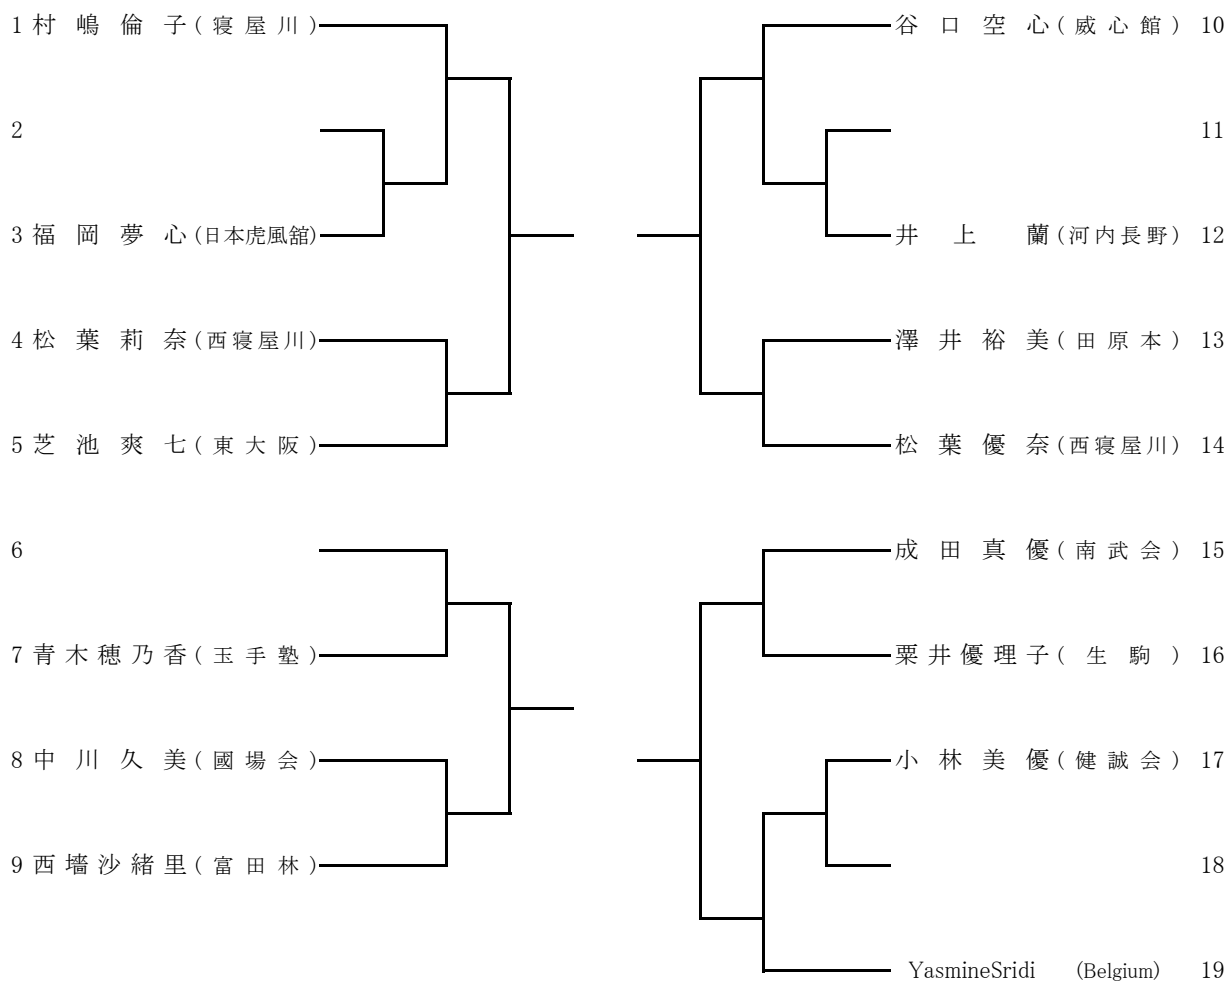 1 村嶋倫子(寝屋川)
2
3 福岡夢心(日本虎風舘)
4 松葉莉奈(西寝屋川)
5 芝池爽七(東大阪)
6
7 青木穂乃香(玉手塾)
8 中川久美(國場会)
9 西墻沙緒里(富田林)
谷口空心(威心館) 10
11
井上蘭(河内長野) 12
澤井裕美(田原本) 13
松葉優奈(西寝屋川) 14
成田真優(南武会) 15
粟井優理子(生駒) 16
小林美優(健誠会) 17
18
YasmineSridi (Belgium) 19